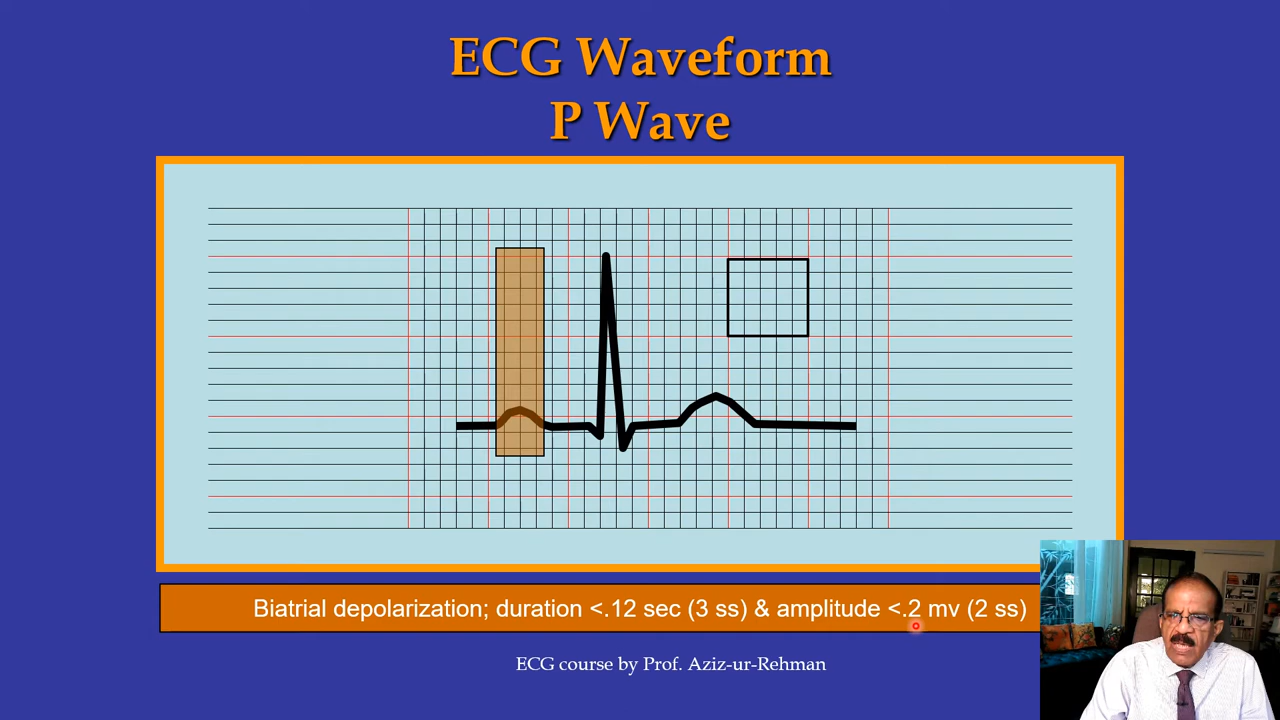 ECG Waveform
P Wave
Biatrial depolarization; duration <.12 sec (3 ss) & amplitude <.2 mv (2 ss)
ECG course by Prof. Aziz-ur-Rehman